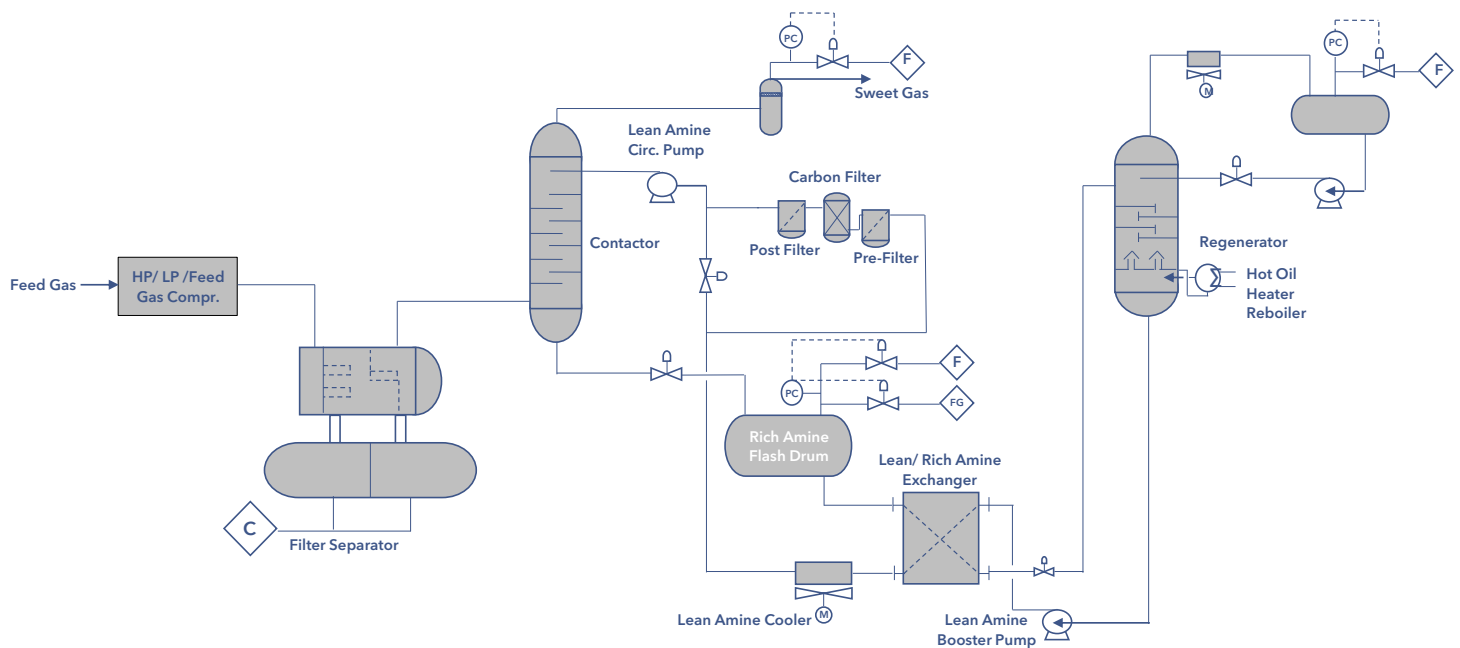 PC
F
Sweet Gas
PC
F
M
Lean Amine
Circ. Pump
Carbon Filter
Post Filter
Pre-Filter
Contactor
Regenerator
Hot Oil
Heater
Reboiler
Feed Gas
HP/ LP /Feed
Gas Compr.
F
PC
FG
Rich Amine
Flash Drum
Lean/ Rich Amine
Exchanger
C
Filter Separator
Lean Amine Cooler
M
Lean Amine
Booster Pump